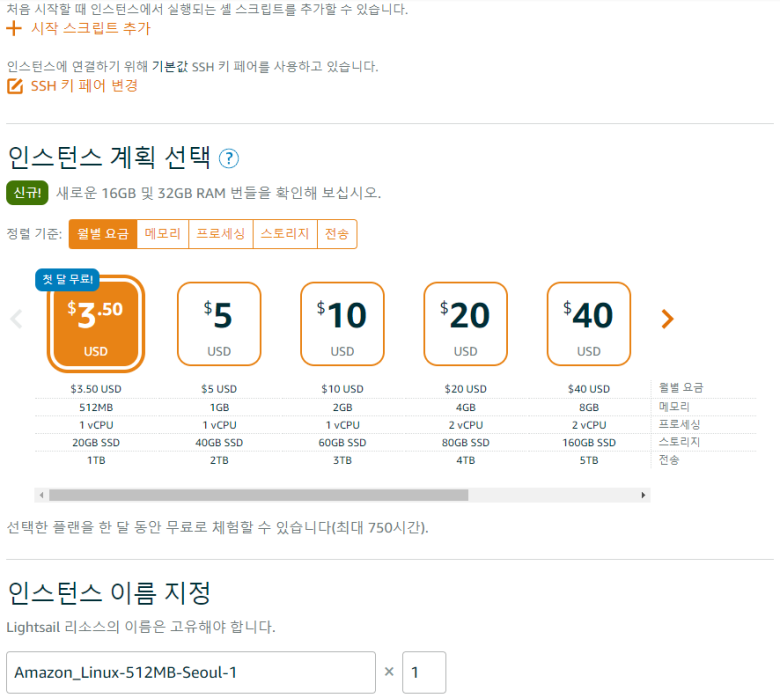 처음 시작할 때 인스턴스에서 실행되는 셸 스크립트를 추가할 수 있습니다.
+ 시작 스크립트 추가
인스턴스에 연결하기 위해 기본값 SSH 키 페어를 사용하고 있습니다.
SSH 키 페어 변경
인스턴스 계획 선택 ?
신규! 새로운 16GB 및 32GB RAM 번들을 확인해 보십시오.
정렬 기준: 월별 요금 메모리 프로세싱 스토리지 전송
첫 달 무료!
$3.50 $5 $10 $20 $40
USD USD USD USD USD
$3.50 USD $5 USD $10 USD $20 USD $40 USD 월별 요금
512MB 1GB 2GB 4GB 8GB 메모리
1 vCPU 1 vCPU 1 vCPU 2 vCPU 2 vCPU 프로세싱
20GB SSD 40GB SSD 60GB SSD 80GB SSD 160GB SSD 스토리지
1TB 2TB 3TB 4TB 5TB 전송
선택한 플랜을 한 달 동안 무료로 체험할 수 있습니다(최대 750시간).
인스턴스 이름 지정
Lightsail 리소스의 이름은 고유해야 합니다.
Amazon_Linux-512MB-Seoul-1 × 1